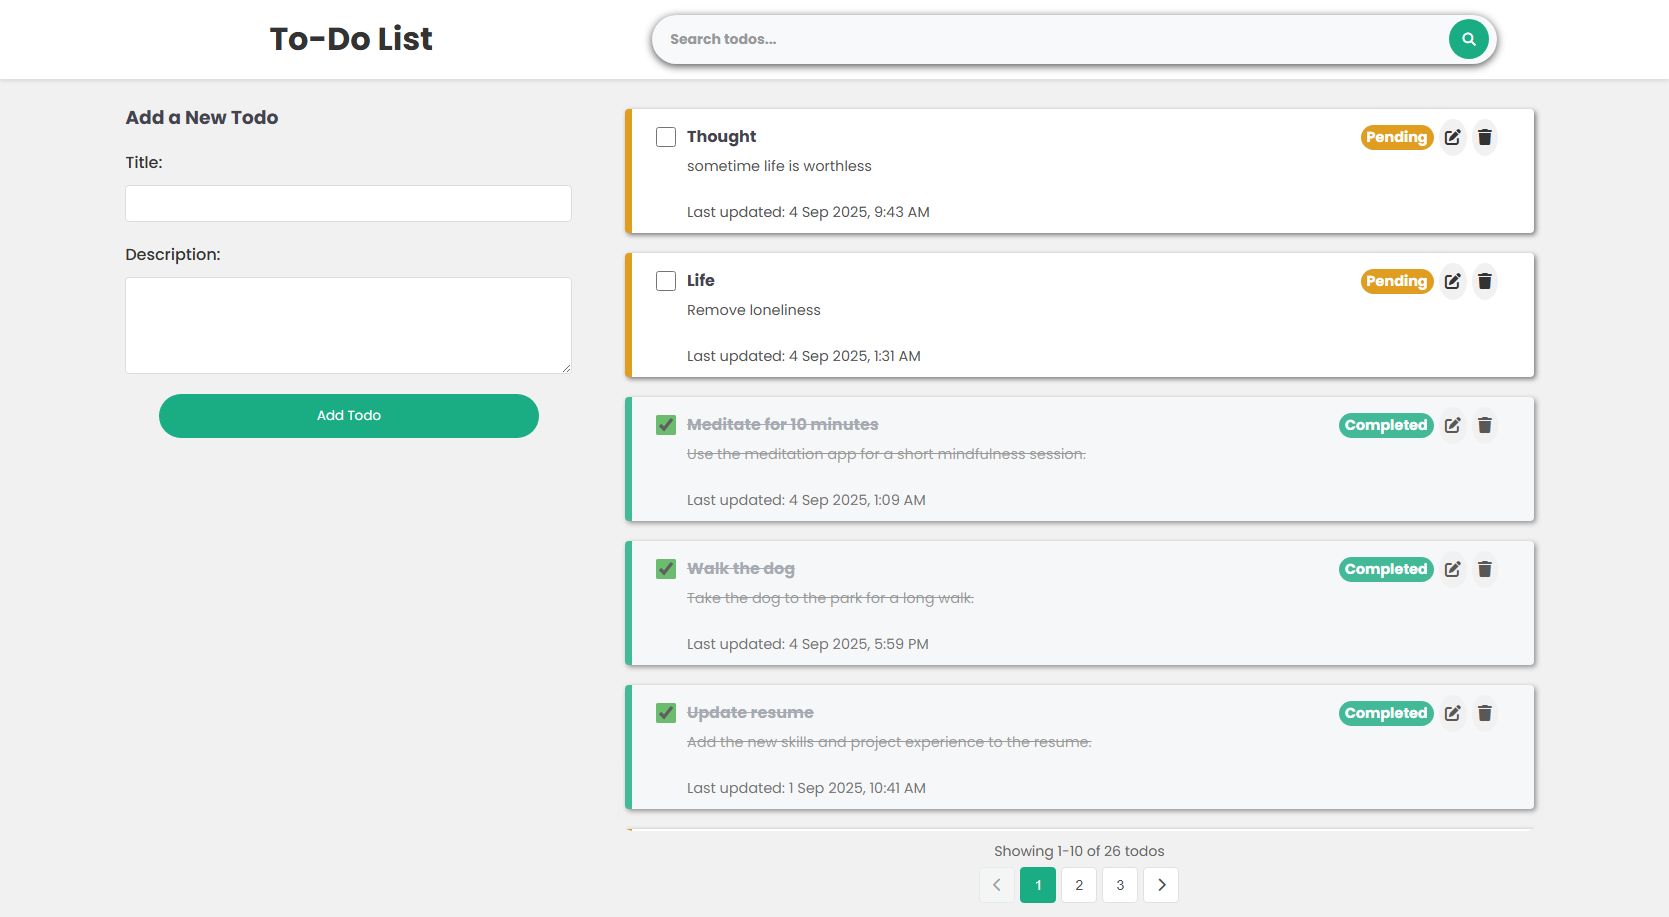 To-Do List
Search todos...
Add a New Todo
Title:
Description:
Add Todo
Thought
Pending
sometime life is worthless
Last updated: 4 Sep 2025, 9:43 AM
Life
Pending
Remove loneliness
Last updated: 4 Sep 2025, 1:31 AM
Meditate for 10 minutes
Completed
Use the meditation app for a short mindfulness session.
Last updated: 4 Sep 2025, 1:09 AM
Walk the dog
Completed
Take the dog to the park for a long walk.
Last updated: 4 Sep 2025, 5:59 PM
Update resume
Completed
Add the new skills and project experience to the resume.
Last updated: 1 Sep 2025, 10:41 AM
Showing 1-10 of 26 todos
1 2 3